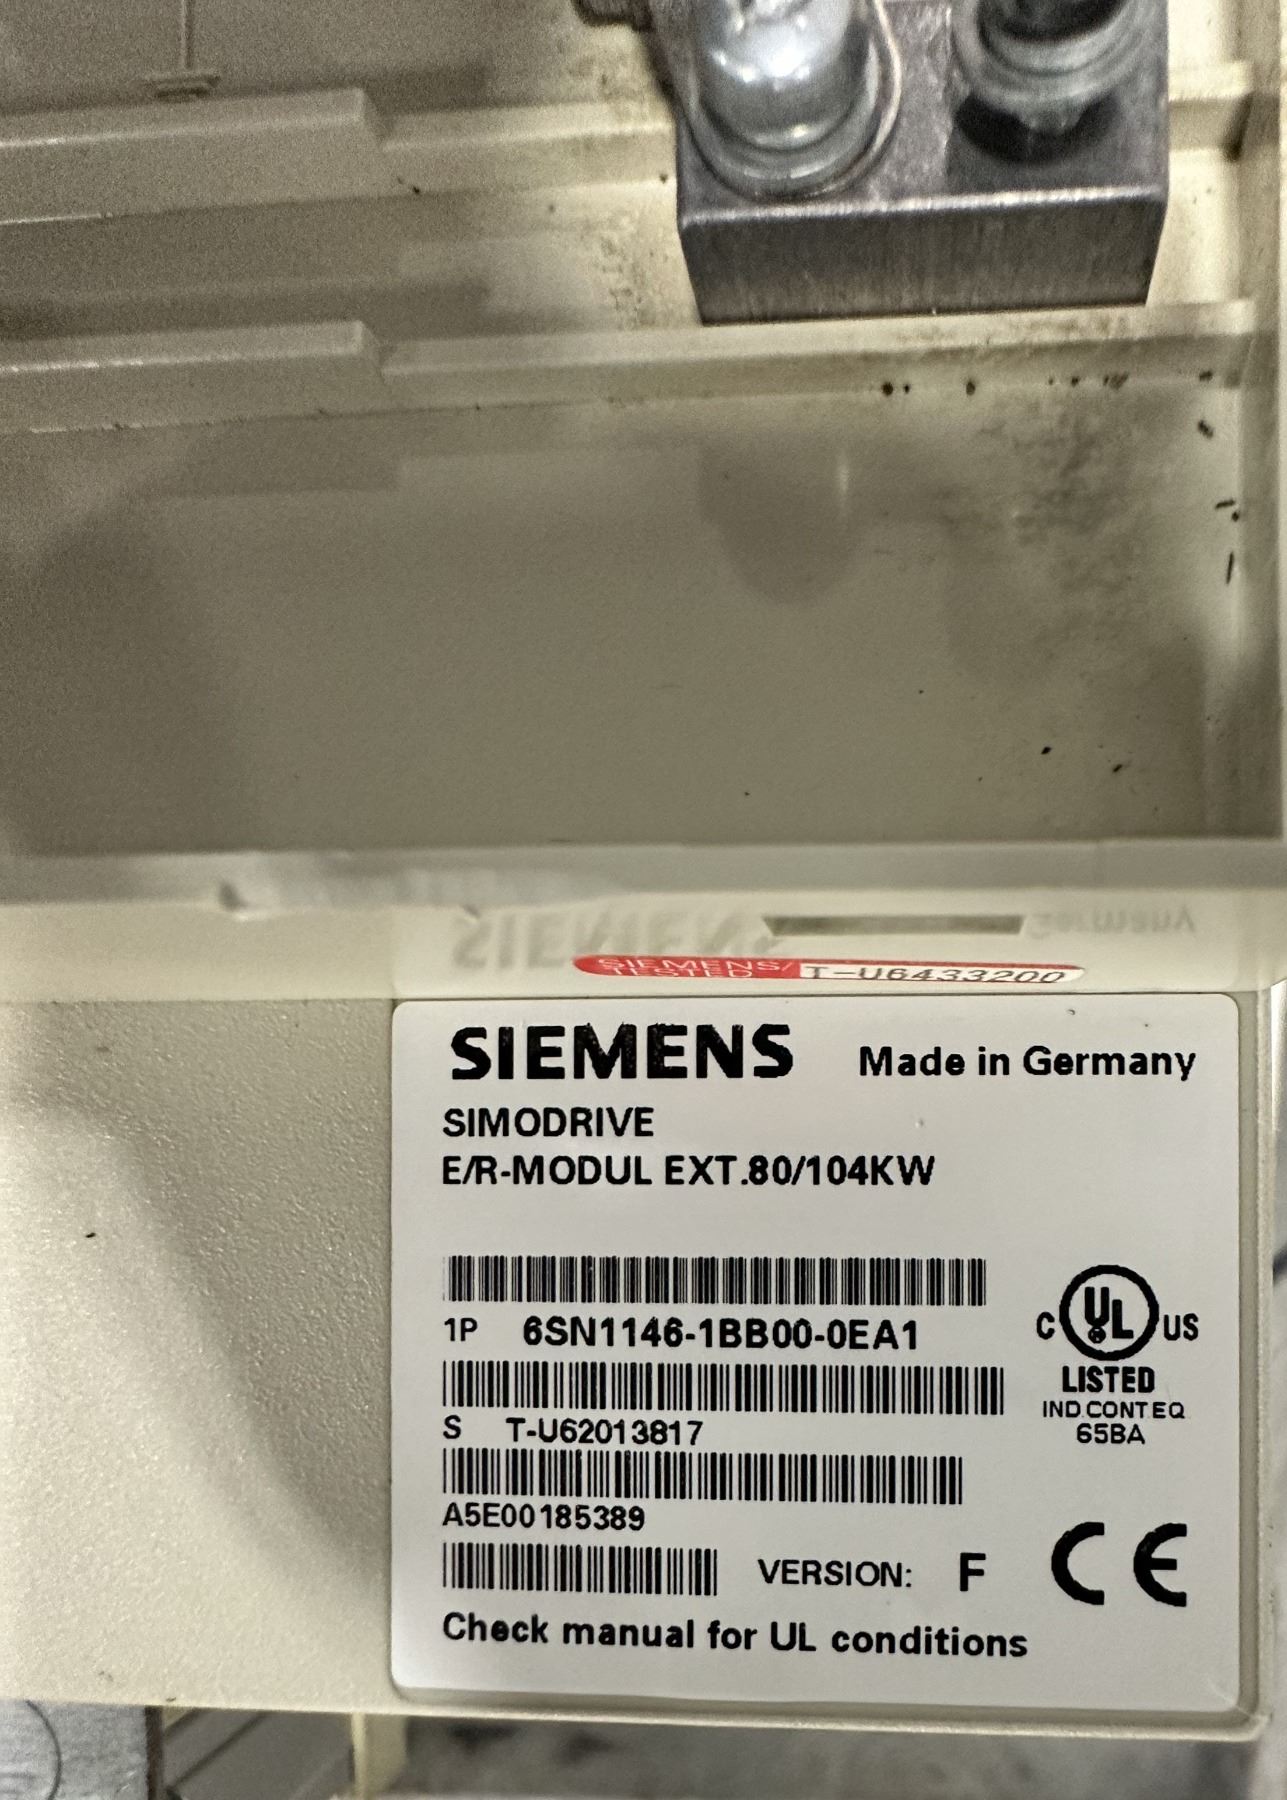 SIEMENS/ TESTED T-U6433200
SIEMENS Made in Germany
SIMODRIVE
E/R-MODUL EXT.80/104KW
1P 6SN1146-1BB00-0EA1
S T-U62013817
A5E00185389
VERSION: F
Check manual for UL conditions
C UL US
®
LISTED
IND.CONT EQ
65BA
CE